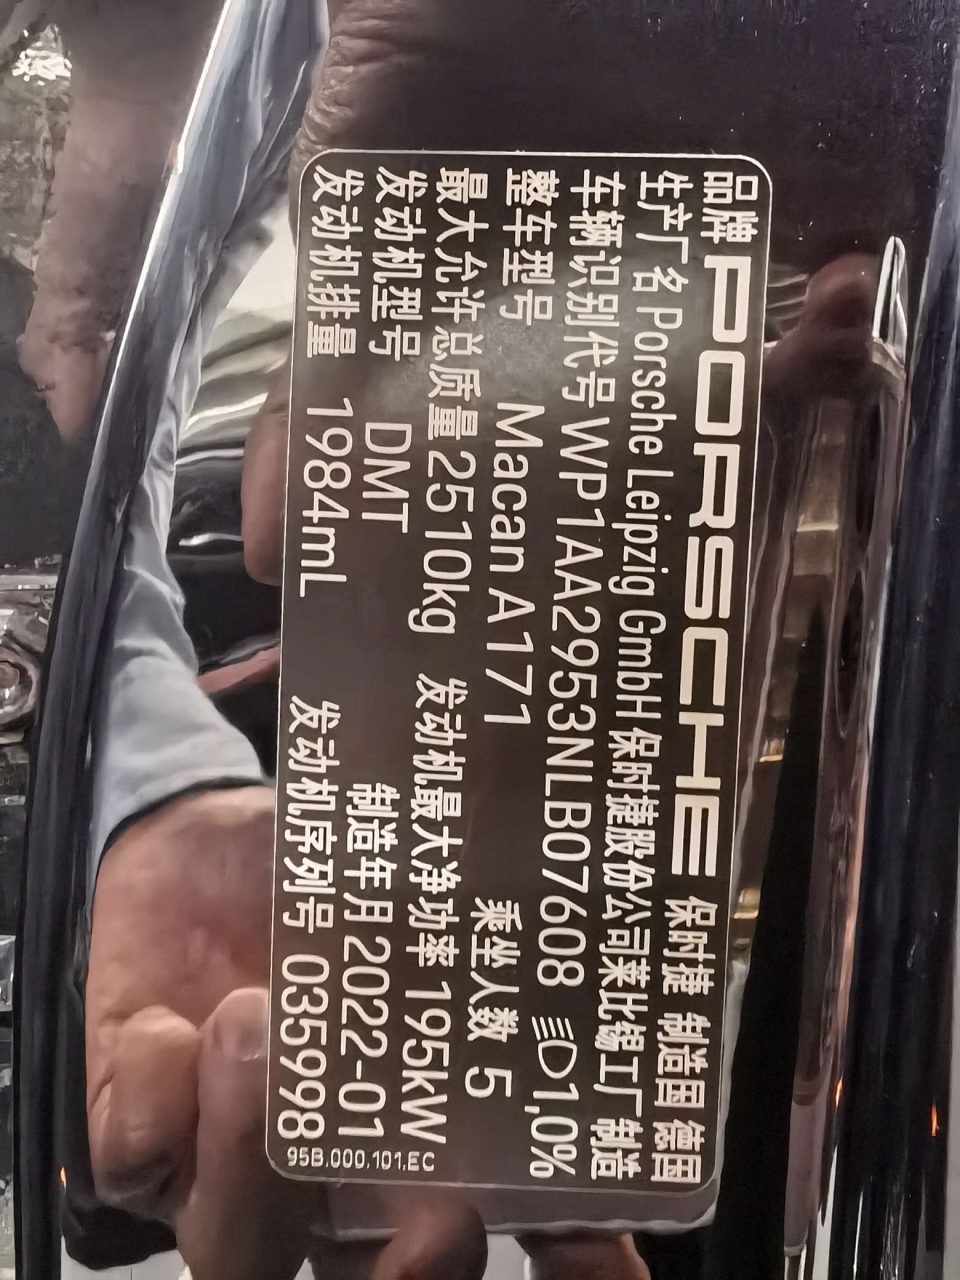 品牌 PORSCHE 保时捷 制造国 德国
生产厂名 Porsche Leipzig GmbH 保时捷股份公司莱比锡工厂制造
车辆识别代号 WP1AA2953NLB07608 1,0%
整车型号 Macan A171 乘坐人数 5
最大允许总质量 2510kg 发动机最大净功率 195kW
发动机型号 DMT 制造年月 2022-01
发动机排量 1984mL 发动机序列号 035998
95B.000.101.EC